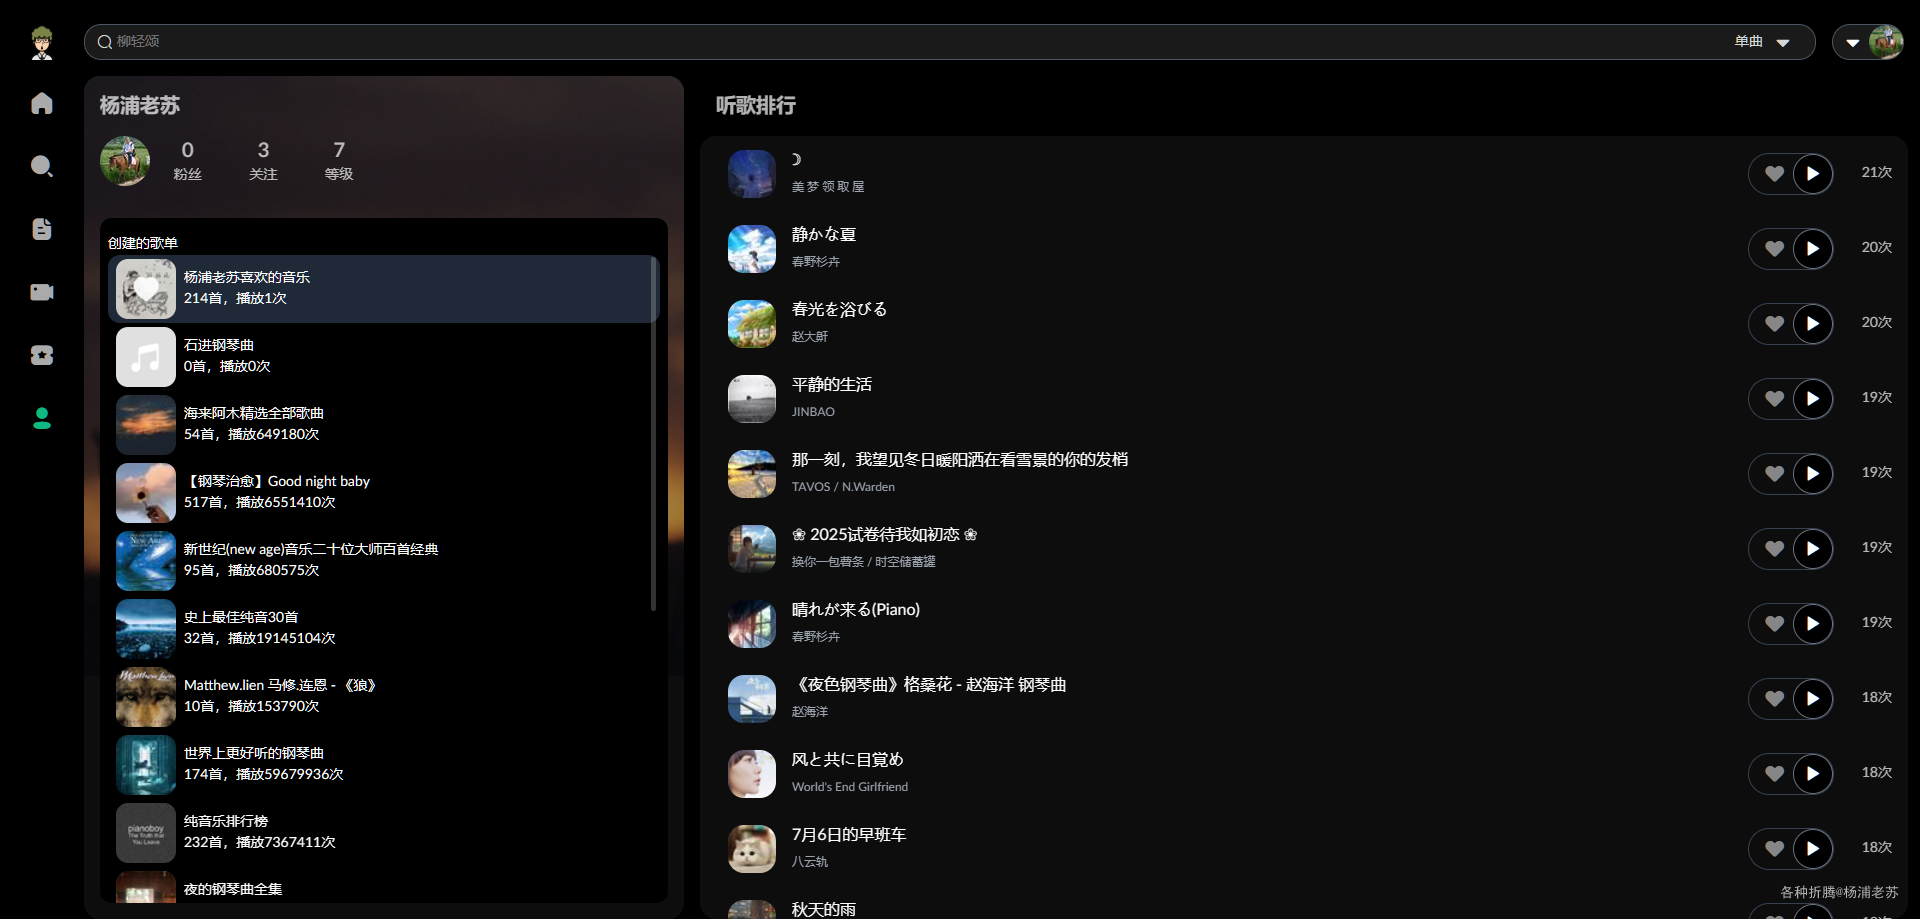 柳轻颂
单曲
杨浦老苏
0
粉丝
3
关注
7
等级
创建的歌单
杨浦老苏喜欢的音乐
214首，播放1次
石进钢琴曲
0首，播放0次
海来阿木精选全部歌曲
54首，播放649180次
【钢琴治愈】Good night baby
517首，播放6551410次
新世纪(new age)音乐二十位大师百首经典
95首，播放680575次
史上最佳纯音30首
32首，播放19145104次
Matthew.lien 马修.连恩 - 《狼》
10首，播放153790次
世界上更好听的钢琴曲
174首，播放59679936次
pianoboy
The Truth that
You Leave
纯音乐排行榜
232首，播放7367411次
夜的钢琴曲全集
听歌排行
☽
美 梦 领 取 屋
21次
静かな夏
春野杉卉
20次
春光を浴びる
赵大鼾
20次
平静的生活
JINBAO
19次
那一刻，我望见冬日暖阳洒在看雪景的你的发梢
TAVOS / N.Warden
19次
❀ 2025试卷待我如初恋 ❀
换你一包薯条 / 时空储蓄罐
19次
晴れが来る(Piano)
春野杉卉
19次
《夜色钢琴曲》格桑花 - 赵海洋 钢琴曲
赵海洋
18次
风と共に目覚め
World's End Girlfriend
18次
7月6日的早班车
八云轨
18次
秋天的雨
各种折腾@杨浦老苏